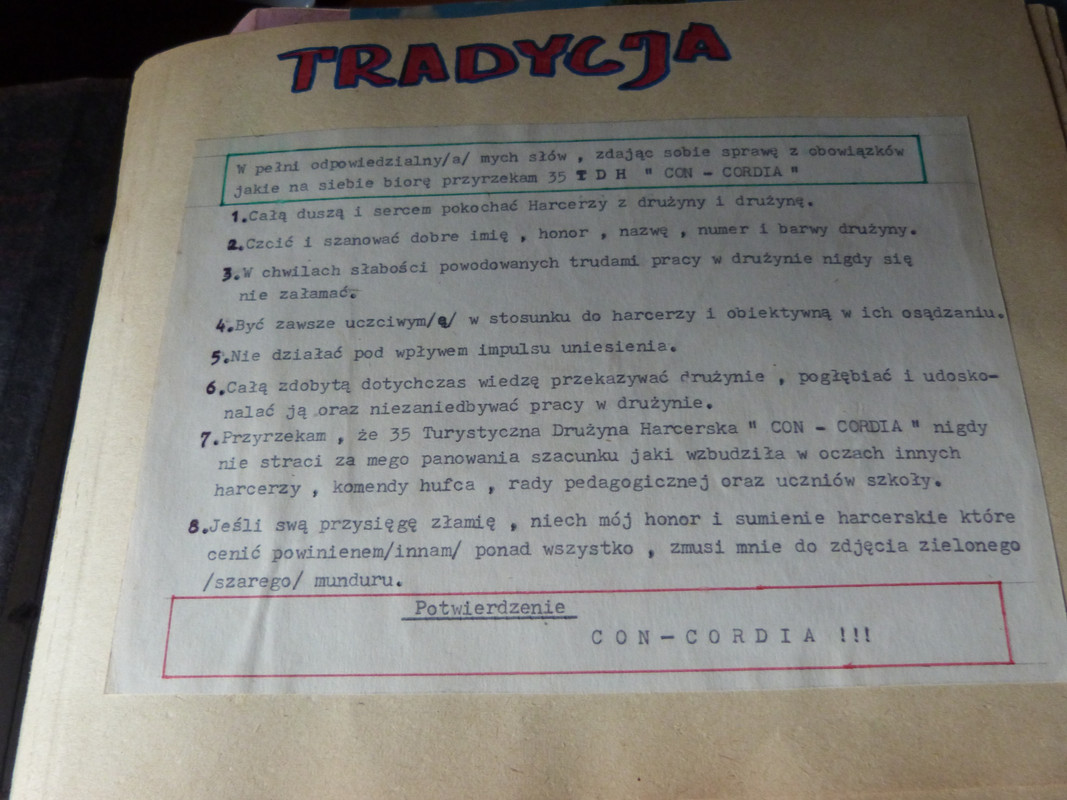 TRADYCJA
W pełni odpowiedzialny/a/ mych słów , zdając sobie sprawę z obowiązków
jakie na siebie biorę przyrzekam 35 T D H " CON - CORDIA "
1.Całą duszą i sercem pokochać Harcerzy z drużyny i drużynę.
2.Czcić i szanować dobre imię , honor , nazwę , numer i barwy drużyny.
3.W chwilach słabości powodowanych trudami pracy w drużynie nigdy się
nie załamać.
4.Być zawsze uczciwym/ą/ w stosunku do harcerzy i obiektywną w ich osądzaniu.
5.Nie działać pod wpływem impulsu uniesienia.
6.Całą zdobytą dotychczas wiedzę przekazywać drużynie , pogłębiać i udosko-
nalać ją oraz niezaniedbywać pracy w drużynie.
7.Przyrzekam , że 35 Turystyczna Drużyna Harcerska " CON - CORDIA " nigdy
nie straci za mego panowania szacunku jaki wzbudziła w oczach innych
harcerzy , komendy hufca , rady pedagogicznej oraz uczniów szkoły.
8.Jeśli swą przysięgę złamię , niech mój honor i sumienie harcerskie które
cenić powinienem/innam/ ponad wszystko , zmusi mnie do zdjęcia zielonego
/szarego/ munduru.
Potwierdzenie
C O N - C O R D I A !!!